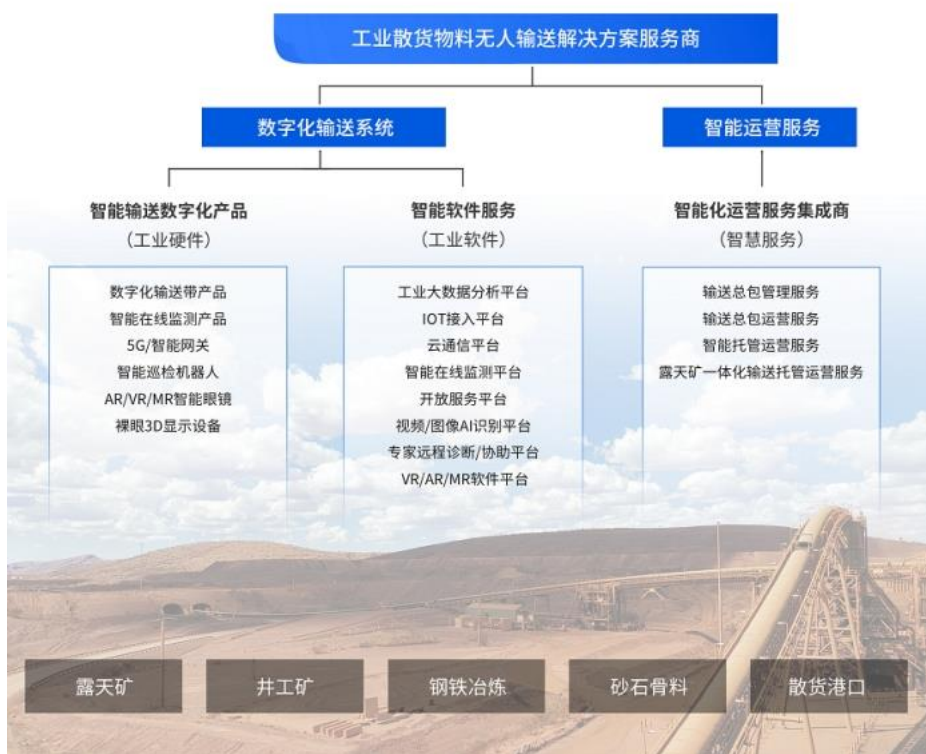 工业散货物料无人输送解决方案服务商
数字化输送系统
智能运营服务
智能输送数字化产品
（工业硬件）
数字化输送带产品
智能在线监测产品
5G/智能网关
智能巡检机器人
AR/VR/MR智能眼镜
裸眼3D显示设备
智能软件服务
（工业软件）
工业大数据分析平台
IOT接入平台
云通信平台
智能在线监测平台
开放服务平台
视频/图像AI识别平台
专家远程诊断/协助平台
VR/AR/MR软件平台
智能化运营服务集成商
（智慧服务）
输送总包管理服务
输送总包运营服务
智能托管运营服务
露天矿一体化输送托管运营服务
露天矿
井工矿
钢铁冶炼
砂石骨料
散货港口